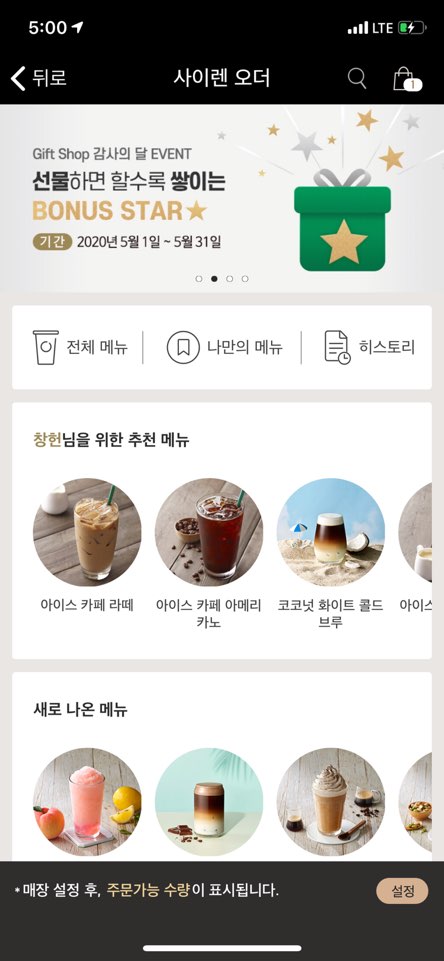 5:00
LTE
뒤로
사이렌 오더
1
Gift Shop 감사의 달 EVENT
선물하면 할수록 쌓이는
BONUS STAR★
기간 2020년 5월 1일 ~ 5월 31일
전체 메뉴
나만의 메뉴
히스토리
창헌님을 위한 추천 메뉴
아이스 카페 라떼
아이스 카페 아메리
카노
코코넛 화이트 콜드
브루
아이스
새로 나온 메뉴
* 매장 설정 후, 주문가능 수량이 표시됩니다.
설정